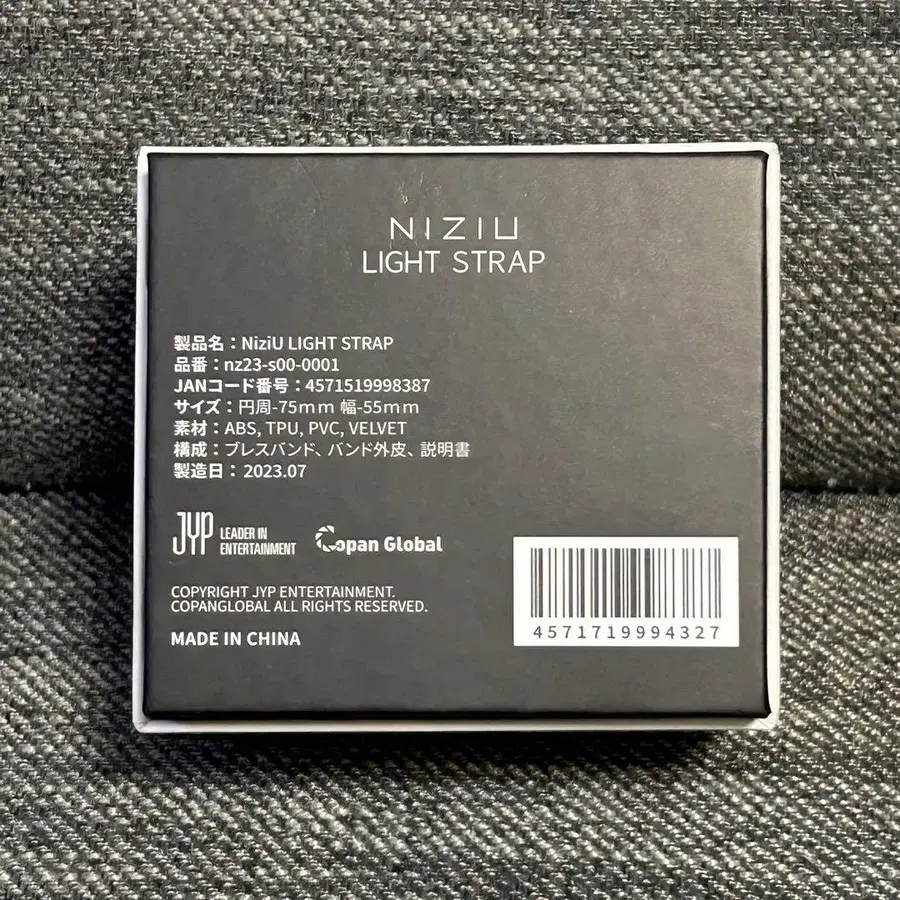 NIZIU
LIGHT STRAP
製品名：NiziU LIGHT STRAP
品番：nz23-s00-0001
JANコード番号：4571519998387
サイズ：円周-75mm 幅-55mm
素材：ABS, TPU, PVC, VELVET
構成：ブレスバンド、バンド外皮、説明書
製造日：2023.07
JYP LEADER IN
ENTERTAINMENT
Copan Global
COPYRIGHT JYP ENTERTAINMENT.
COPANGLOBAL ALL RIGHTS RESERVED.
MADE IN CHINA
4571719994327